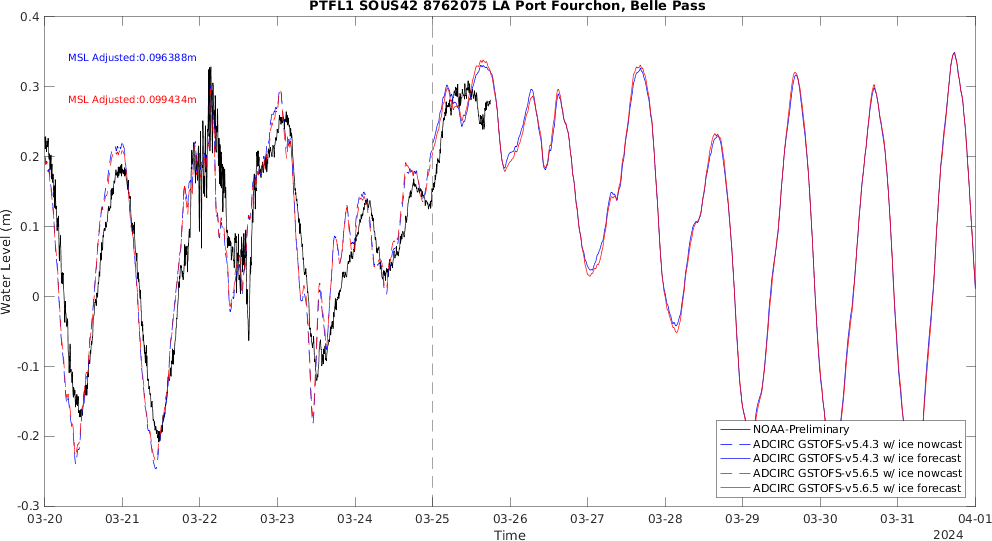 PTFL1 SOUS42 8762075 LA Port Fourchon, Belle Pass
MSL Adjusted:0.096388m
MSL Adjusted:0.099434m
Water Level (m)
0.4
0.3
0.2
0.1
0
-0.1
-0.2
-0.3
NOAA-Preliminary
ADCIRC GSTOFS-v5.4.3 w/ ice nowcast
ADCIRC GSTOFS-v5.4.3 w/ ice forecast
ADCIRC GSTOFS-v5.6.5 w/ ice nowcast
ADCIRC GSTOFS-v5.6.5 w/ ice forecast
03-20 03-21 03-22 03-23 03-24 03-25 03-26 03-27 03-28 03-29 03-30 03-31 04-01
Time
2024